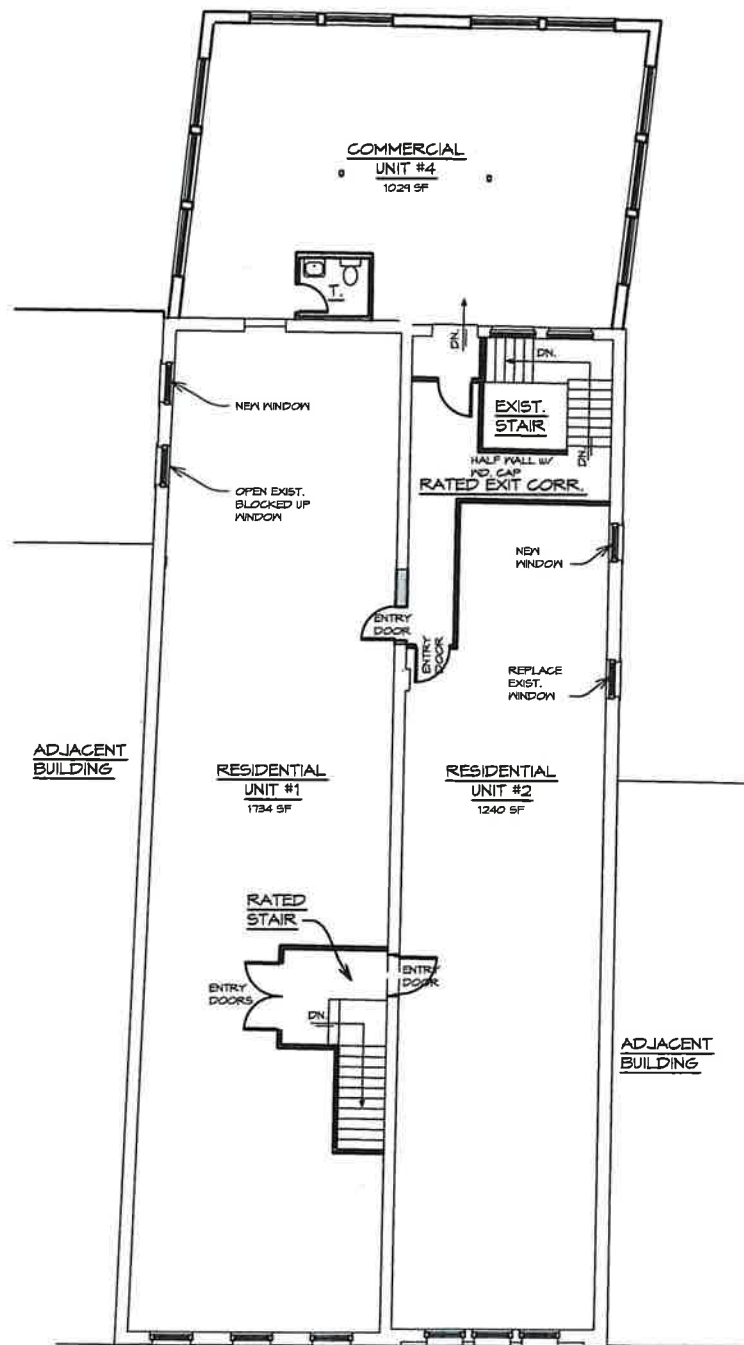 COMMERCIAL
UNIT #4
1029 SF
T.
DN.
DN.
EXIST.
STAIR
DN.
HALF WALL W/
WD. CAP
RATED EXIT CORR.
NEW WINDOW
OPEN EXIST.
BLOCKED UP
WINDOW
NEW
WINDOW
ENTRY
DOOR
ENTRY
DOOR
REPLACE
EXIST.
WINDOW
ADJACENT
BUILDING
RESIDENTIAL
UNIT #1
1734 SF
RESIDENTIAL
UNIT #2
1240 SF
RATED
STAIR
ENTRY
DOORS
ENTRY
DOOR
DN.
ADJACENT
BUILDING